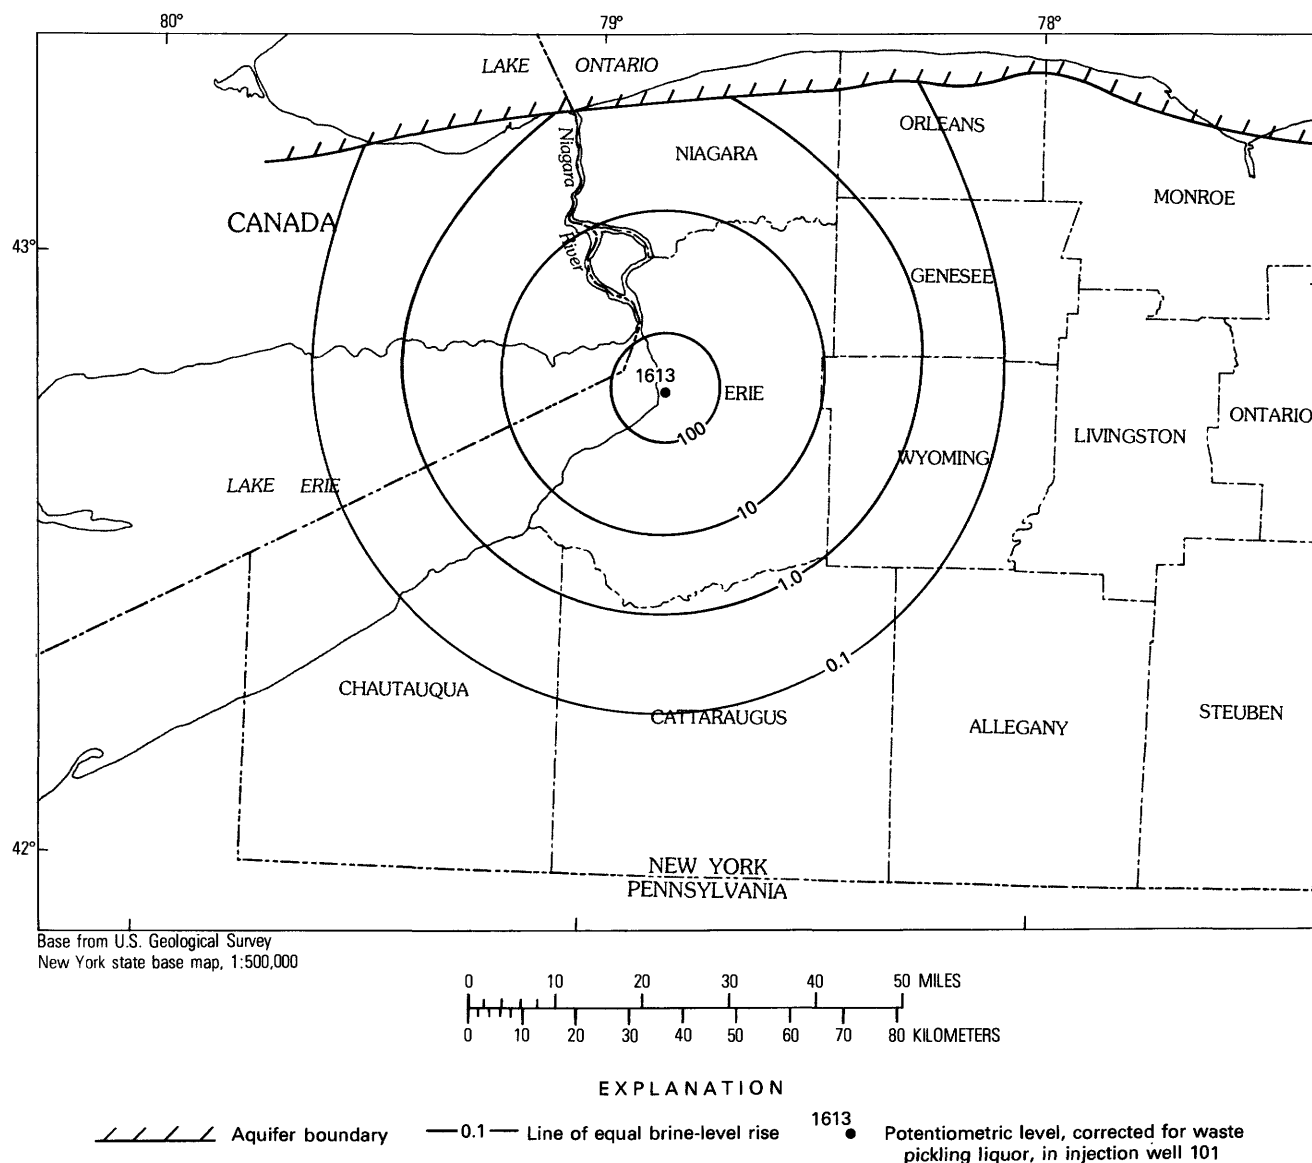 80°
79°
78°
LAKE ONTARIO
ORLEANS
Niagara
NIAGARA
MONROE
CANADA
43°
River
GENESEE
1613
ERIE
ONTARIO
100
LIVINGSTON
WYOMING
LAKE ERIE
10
1.0
0.1
CHAUTAUQUA
CATTARAUGUS
STEUBEN
ALLEGANY
42°
NEW YORK
PENNSYLVANIA
Base from U.S. Geological Survey
New York state base map, 1:500,000
0 10 20 30 40 50 MILES
0 10 20 30 40 50 60 70 80 KILOMETERS
EXPLANATION
Aquifer boundary
0.1 Line of equal brine-level rise
1613 Potentiometric level, corrected for waste
pickling liquor, in injection well 101